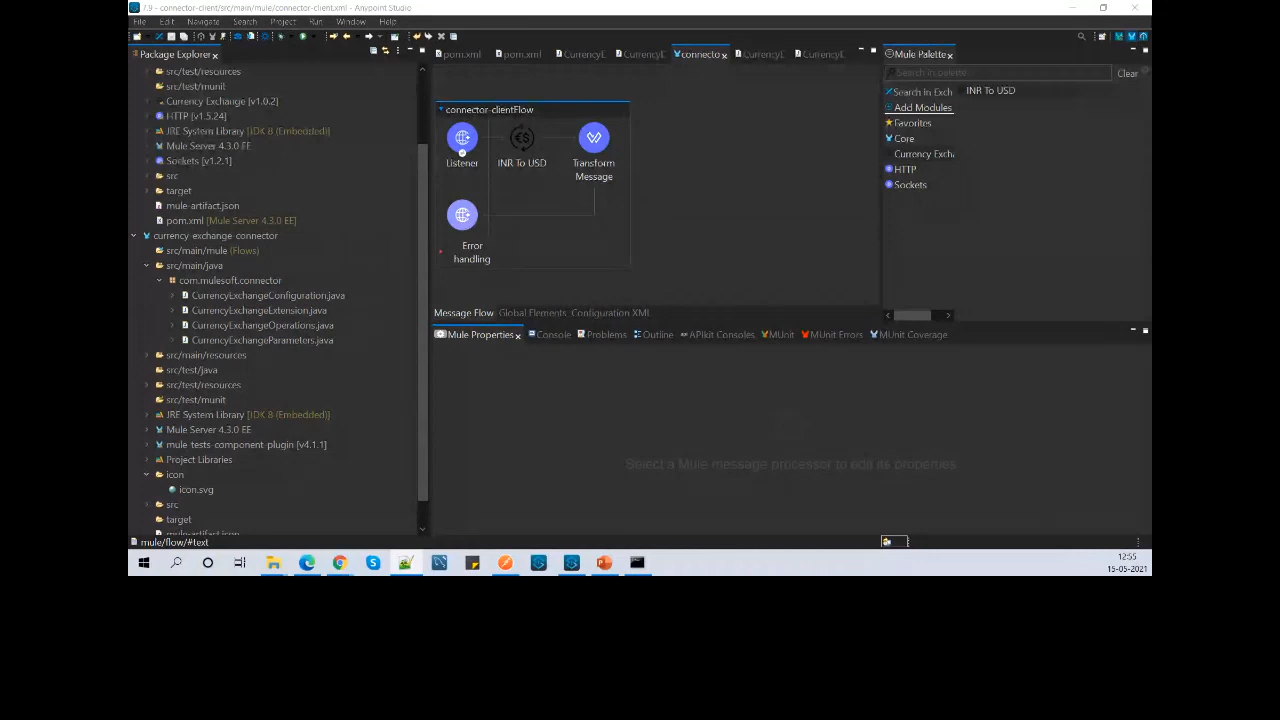 7.9 - connector-client/src/main/mule/connector-client.xml - Anypoint Studio
File Edit Navigate Search Project Run Window Help
Package Explorer
src/test/resources
src/test/munit
Currency Exchange [v1.0.2]
HTTP [v1.5.24]
JRE System Library [JDK 8 (Embedded)]
Mule Server 4.3.0 EE
Sockets [v1.2.1]
src
target
mule-artifact.json
pom.xml [Mule Server 4.3.0 EE]
currency-exchange-connector
src/main/mule (Flows)
src/main/java
com.mulesoft.connector
CurrencyExchangeConfiguration.java
CurrencyExchangeExtension.java
CurrencyExchangeOperations.java
CurrencyExchangeParameters.java
src/main/resources
src/test/java
src/test/resources
src/test/munit
JRE System Library [JDK 8 (Embedded)]
Mule Server 4.3.0 EE
mule-tests-component-plugin [v4.1.1]
Project Libraries
icon
icon.svg
src
target
pom.xml pom.xml CurrencyE CurrencyE connecto CurrencyE CurrencyE
connector-clientFlow
Listener
INR To USD
Transform
Message
Error
handling
Message Flow Global Elements Configuration XML
Mule Properties Console Problems Outline APIkit Consoles MUnit MUnit Errors MUnit Coverage
Select a Mule message processor to edit its properties
Mule Palette
Search in palette
Clear
Search In Exch
Add Modules
Favorites
Core
Currency Exch
HTTP
Sockets
INR To USD
mule/flow/#text
12:55
15-05-2021